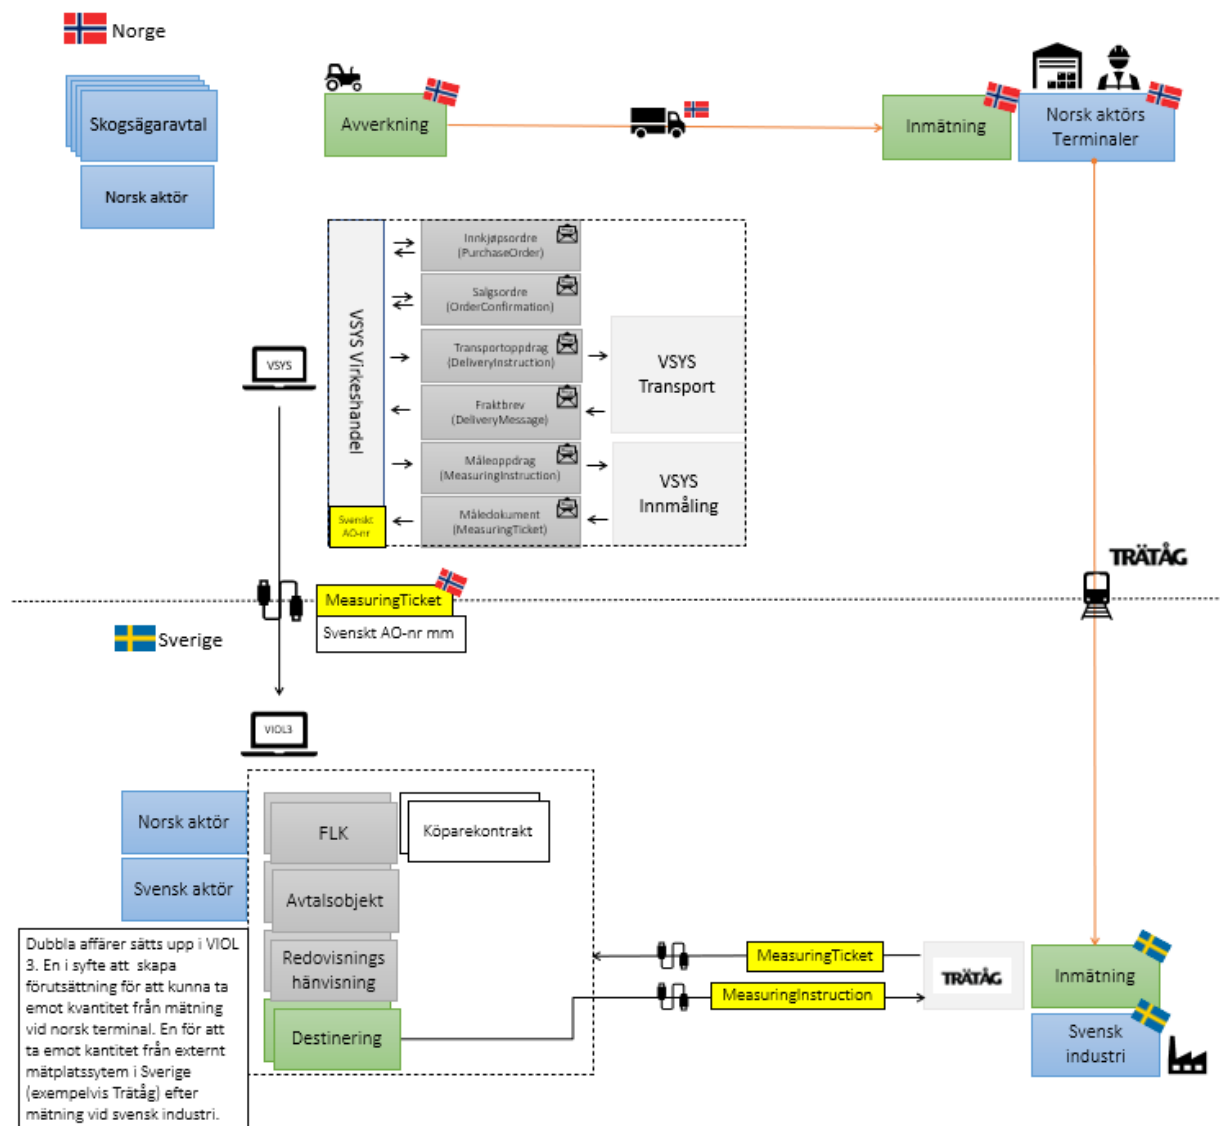 Norge
Skogsägaravtal
Norsk aktör
Avverkning
Inmätning
Norsk aktörs
Terminaler
VSYS
VSYS Virkeshandel
Innkjøpsordre
(PurchaseOrder)
Salgsordre
(OrderConfirmation)
Transportoppdrag
(DeliveryInstruction)
Fraktbrev
(DeliveryMessage)
Måleoppdrag
(MeasuringInstruction)
Måledokument
(MeasuringTicket)
VSYS
Transport
VSYS
Innmåling
Svenskt
AO-nr
TRÄTÅG
MeasuringTicket
Svenskt AO-nr mm
Sverige
VIOL3
Norsk aktör
Svensk aktör
FLK
Köparekontrakt
Avtalsobjekt
Redovisnings
hänvisning
Destinering
MeasuringTicket
MeasuringInstruction
TRÄTÅG
Inmätning
Svensk
industri
Dubbla affärer sätts upp i VIOL
3. En i syfte att skapa
förutsättning för att kunna ta
emot kvantitet från mätning
vid norsk terminal. En för att
ta emot kantitet från externt
mätplatssytem i Sverige
(exempelvis Trätåg) efter
mätning vid svensk industri.